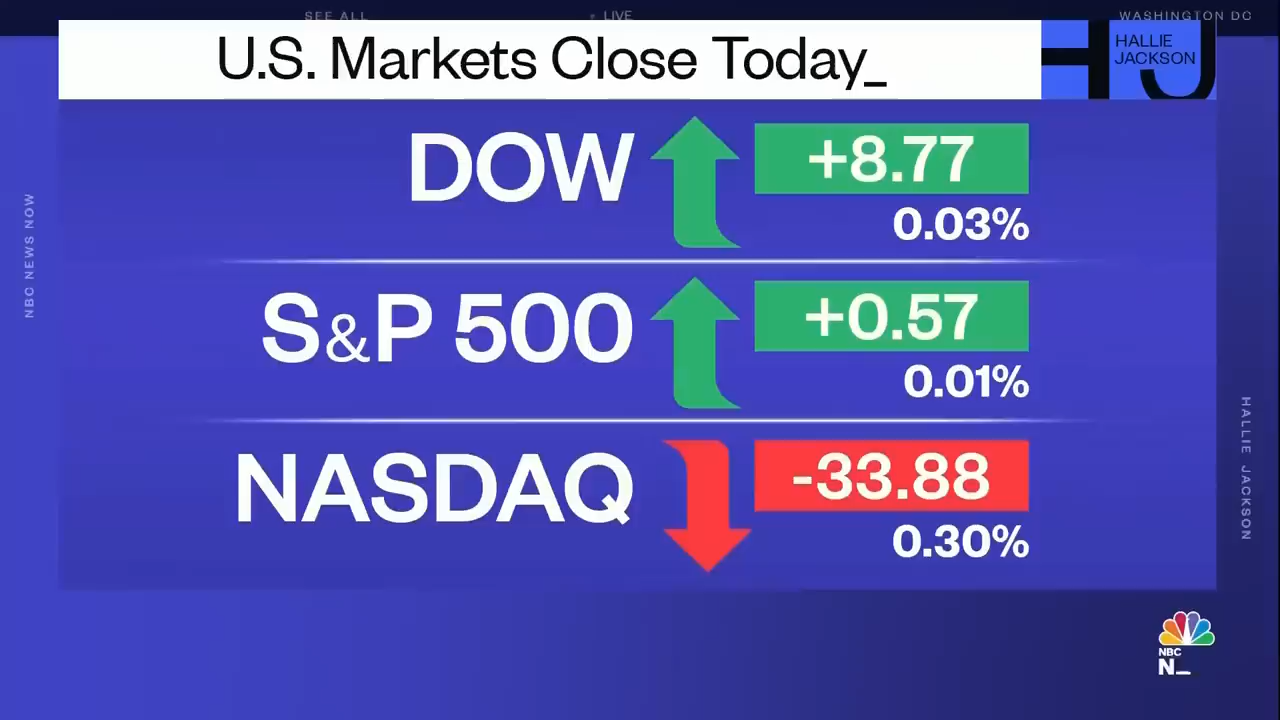 SEE ALL
LIVE
WASHINGTON DC
U.S. Markets Close Today_
HALLIE
JACKSON
DOW
+8.77
0.03%
S&P 500
+0.57
0.01%
NASDAQ
-33.88
0.30%
NBC NEWS NOW
HALLIE JACKSON
NBC
N_